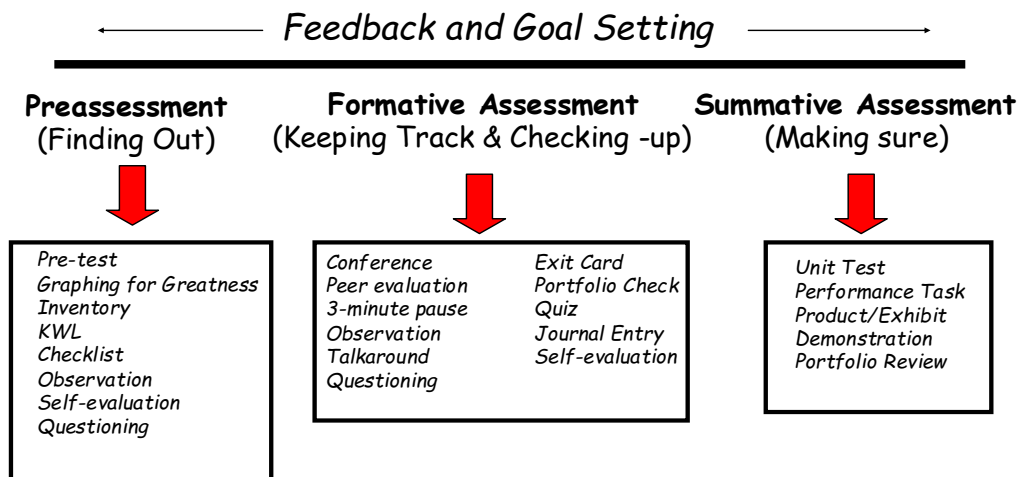 Feedback and Goal Setting
Preassessment
(Finding Out)
Formative Assessment
(Keeping Track & Checking -up)
Summative Assessment
(Making sure)
Pre-test
Graphing for Greatness
Inventory
KWL
Checklist
Observation
Self-evaluation
Questioning
Conference
Peer evaluation
3-minute pause
Observation
Talkaround
Questioning
Exit Card
Portfolio Check
Quiz
Journal Entry
Self-evaluation
Unit Test
Performance Task
Product/Exhibit
Demonstration
Portfolio Review